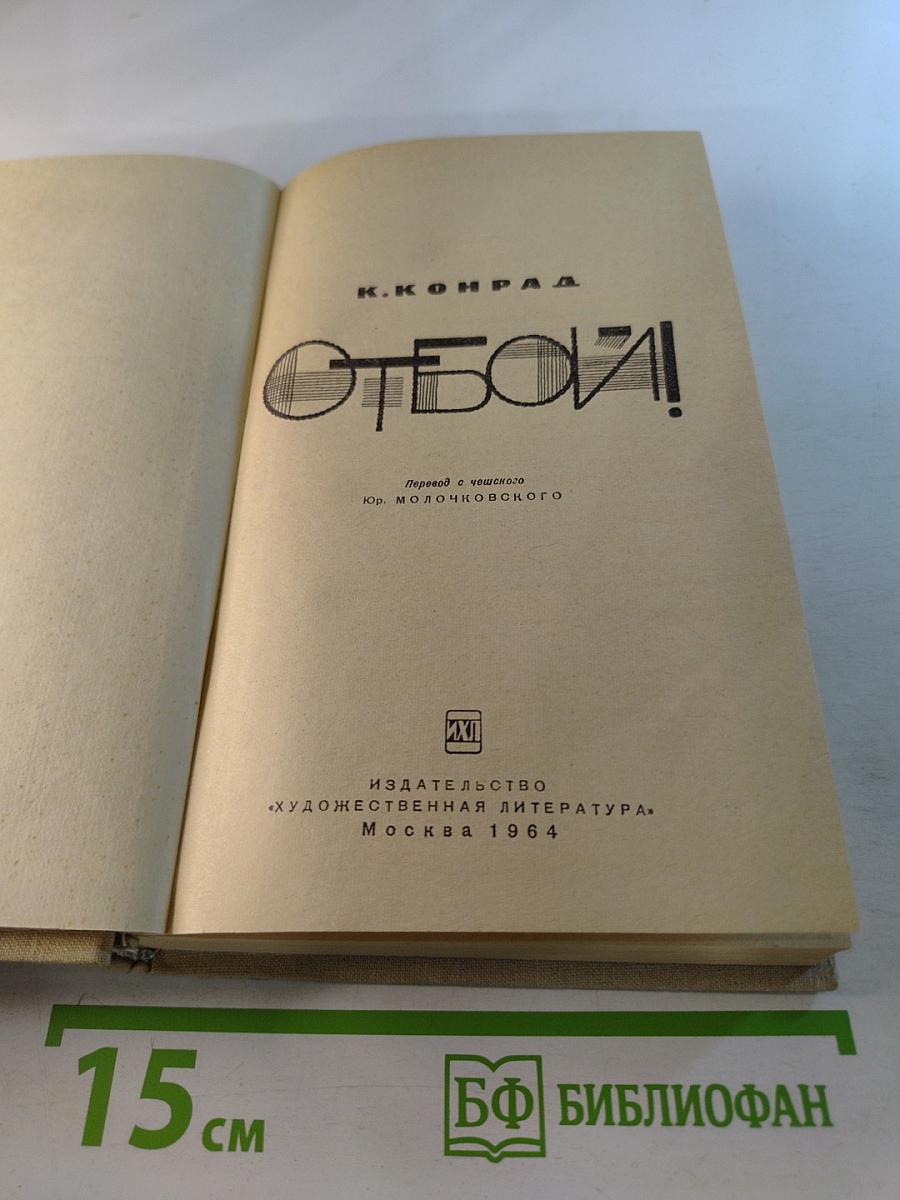 К. КОНРАД
ОТБОЙ!
Перевод с чешского
Юр. МОЛОЧКОВСКОГО
ИХЛ
ИЗДАТЕЛЬСТВО
«ХУДОЖЕСТВЕННАЯ ЛИТЕРАТУРА»
Москва 1964
15 см
БФ БИБЛИОФАН